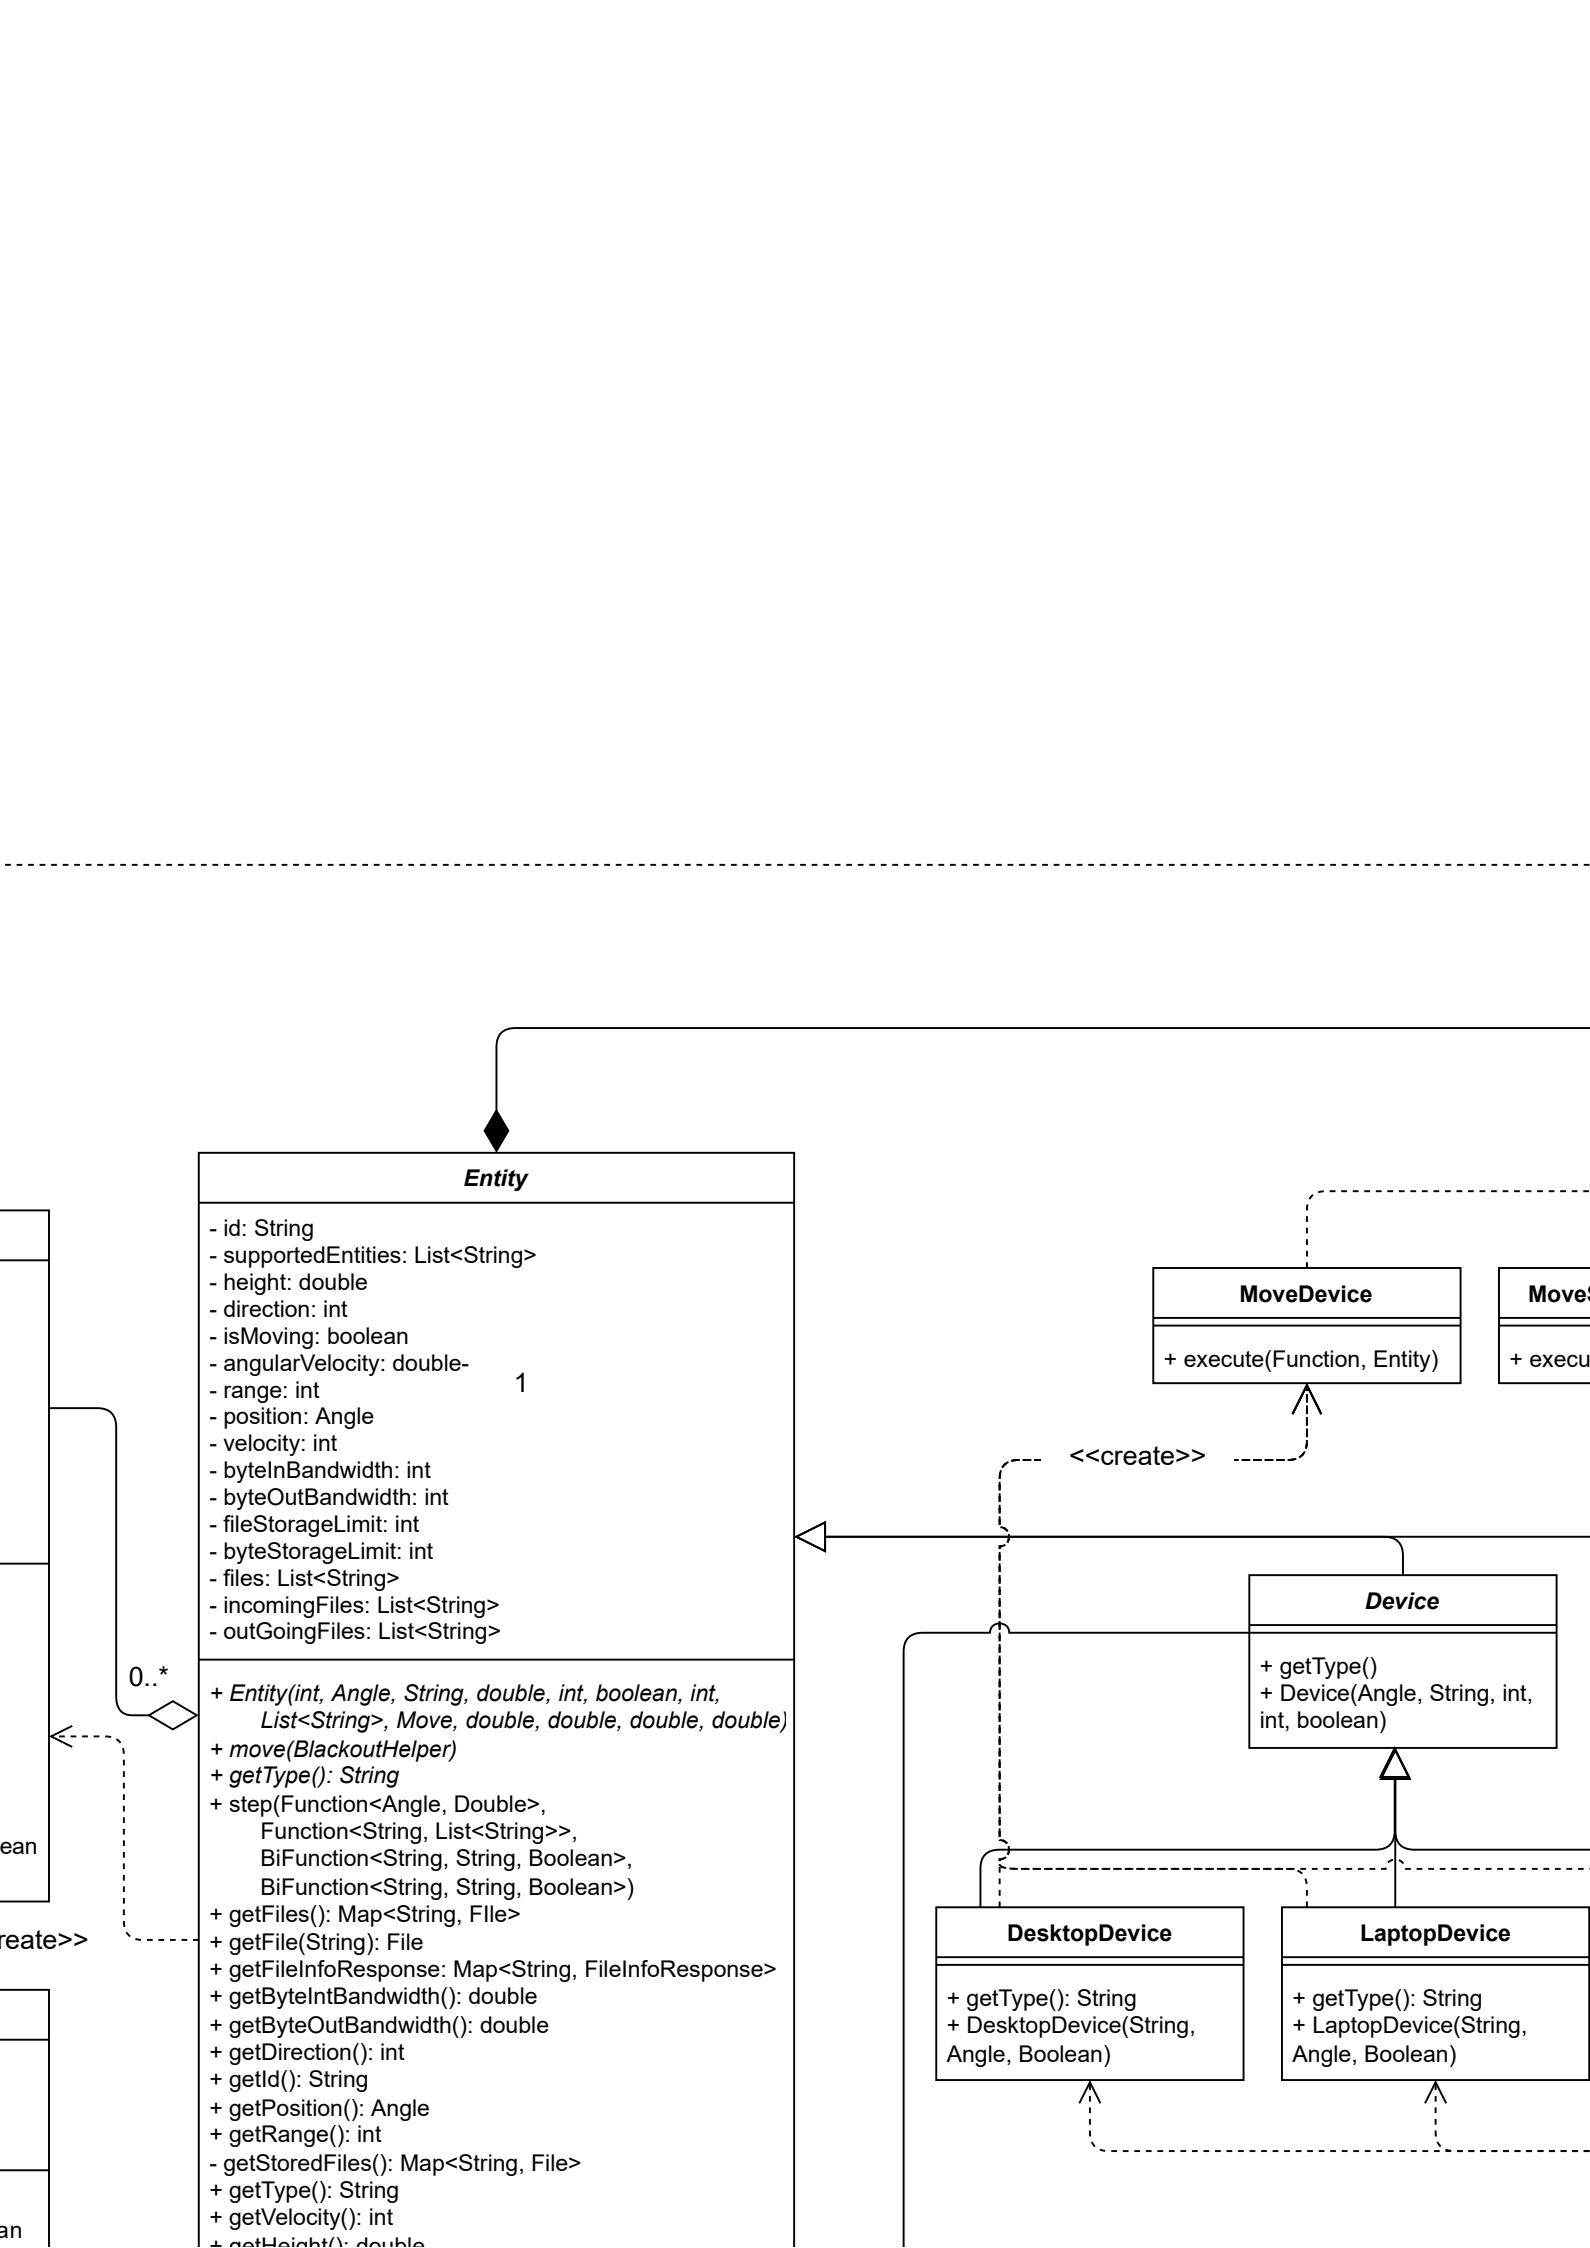 Entity
- id: String
- supportedEntities: List<String>
- height: double
- direction: int
- isMoving: boolean
- angularVelocity: double-
- range: int
1
- position: Angle
- velocity: int
- byteInBandwidth: int
- byteOutBandwidth: int
- fileStorageLimit: int
- byteStorageLimit: int
- files: List<String>
- incomingFiles: List<String>
- outGoingFiles: List<String>
0..*
+ Entity(int, Angle, String, double, int, boolean, int,
List<String>, Move, double, double, double, double)
+ move(BlackoutHelper)
+ getType(): String
+ step(Function<Angle, Double>,
Function<String, List<String>>,
BiFunction<String, String, Boolean>,
BiFunction<String, String, Boolean>)
+ getFiles(): Map<String, FIle>
+ getFile(String): File
+ getFileInfoResponse: Map<String, FileInfoResponse>
+ getByteIntBandwidth(): double
+ getByteOutBandwidth(): double
+ getDirection(): int
+ getId(): String
+ getPosition(): Angle
+ getRange(): int
- getStoredFiles(): Map<String, File>
+ getType(): String
+ getVelocity(): int
+ getHeight(): double
ean
reate>>
an
MoveDevice
+ execute(Function, Entity)
MoveS
+ execu
<<create>>
Device
+ getType()
+ Device(Angle, String, int,
int, boolean)
DesktopDevice
+ getType(): String
+ DesktopDevice(String,
Angle, Boolean)
LaptopDevice
+ getType(): String
+ LaptopDevice(String,
Angle, Boolean)